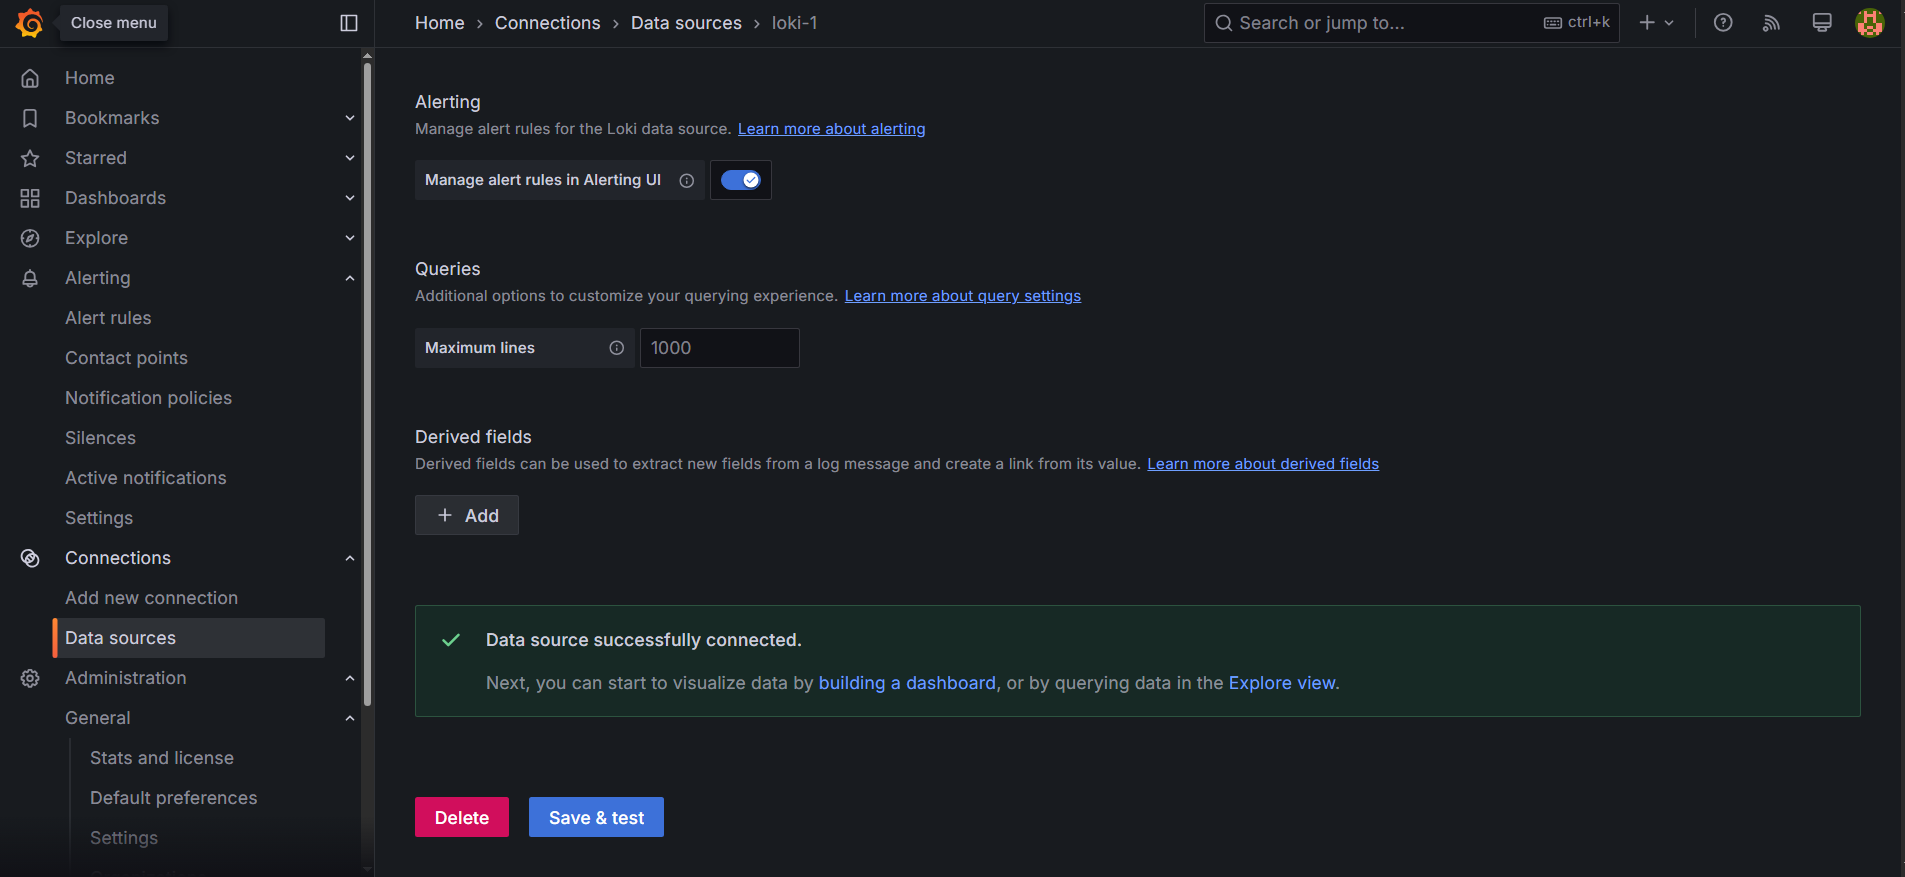 Close menu
Home
Connections
Data sources
loki-1
Search or jump to...
ctrl+k
Home
Bookmarks
Starred
Dashboards
Explore
Alerting
Alert rules
Contact points
Notification policies
Silences
Active notifications
Settings
Connections
Add new connection
Data sources
Administration
General
Stats and license
Default preferences
Settings
Alerting
Manage alert rules for the Loki data source. Learn more about alerting
Manage alert rules in Alerting UI
Queries
Additional options to customize your querying experience. Learn more about query settings
Maximum lines
1000
Derived fields
Derived fields can be used to extract new fields from a log message and create a link from its value. Learn more about derived fields
Add
Data source successfully connected.
Next, you can start to visualize data by building a dashboard, or by querying data in the Explore view.
Delete
Save & test